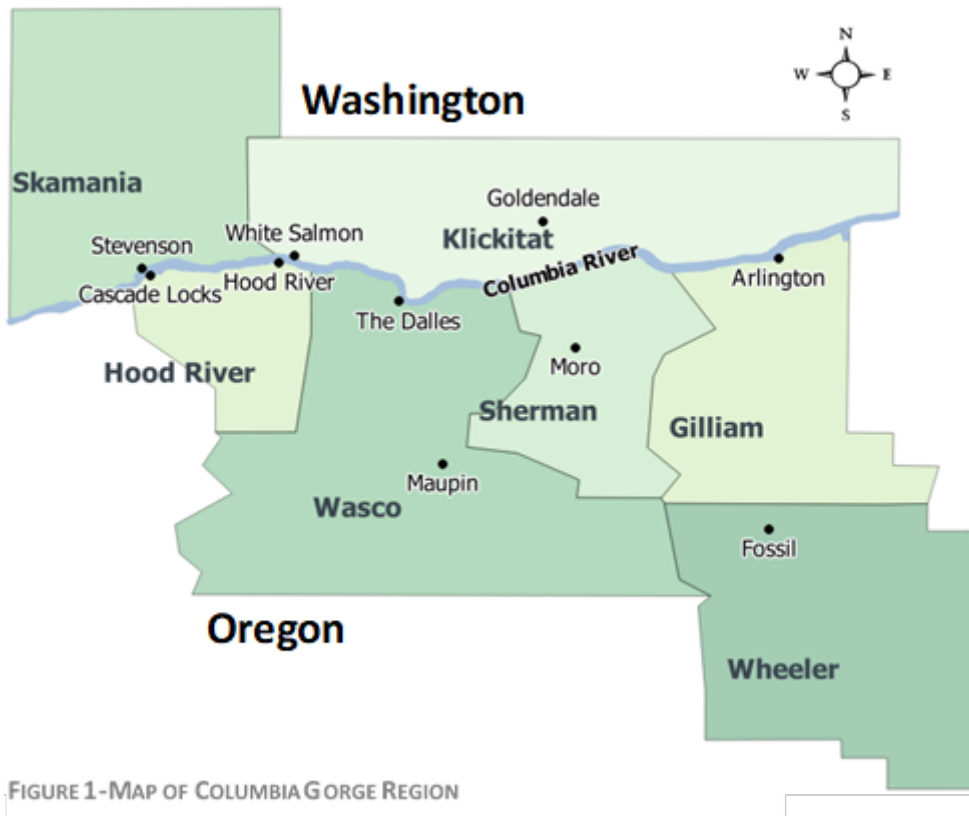 N
W E
S
Washington
Skamania
Goldendale
Klickitat
White Salmon
Stevenson
Hood River
Cascade Locks
Columbia River
Arlington
The Dalles
Moro
Hood River
Sherman
Gilliam
Maupin
Wasco
Fossil
Oregon
Wheeler
FIGURE 1-MAP OF COLUMBIA GORGE REGION